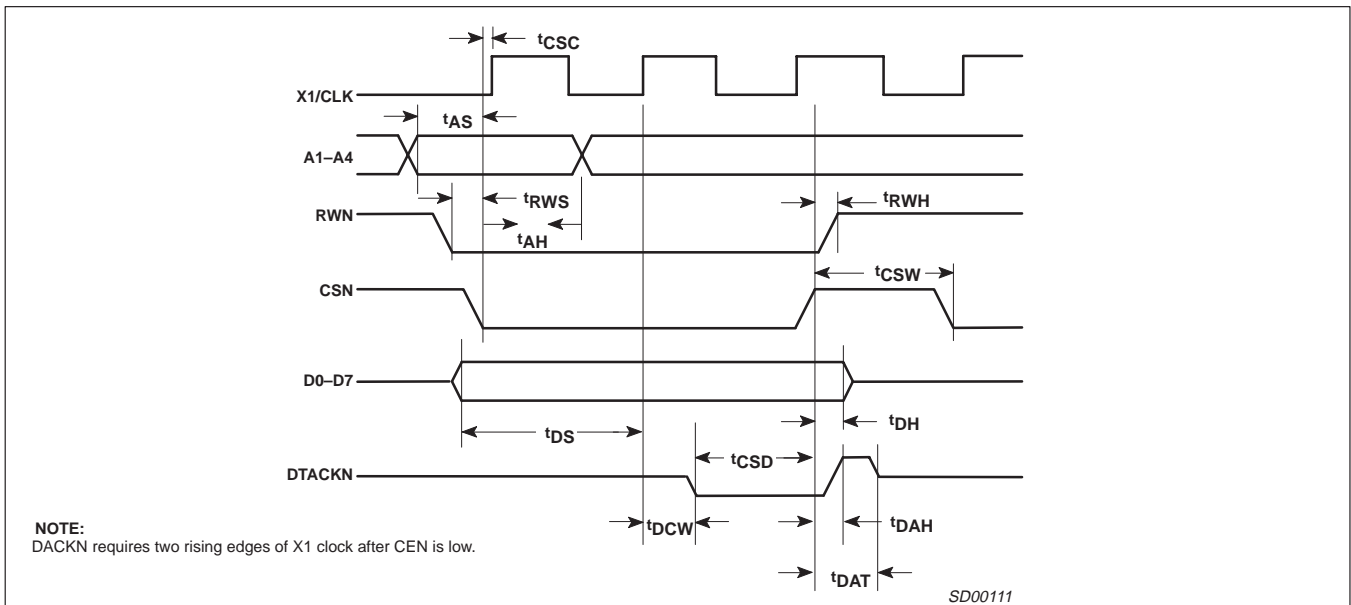 tCSC
X1/CLK
tAS
A1–A4
tRWS
tRWH
RWN
tAH
tCSW
CSN
D0–D7
tDH
tDS
tCSD
DTACKN
tDCW
tDAH
NOTE:
DACKN requires two rising edges of X1 clock after CEN is low.
tDAT
SD00111